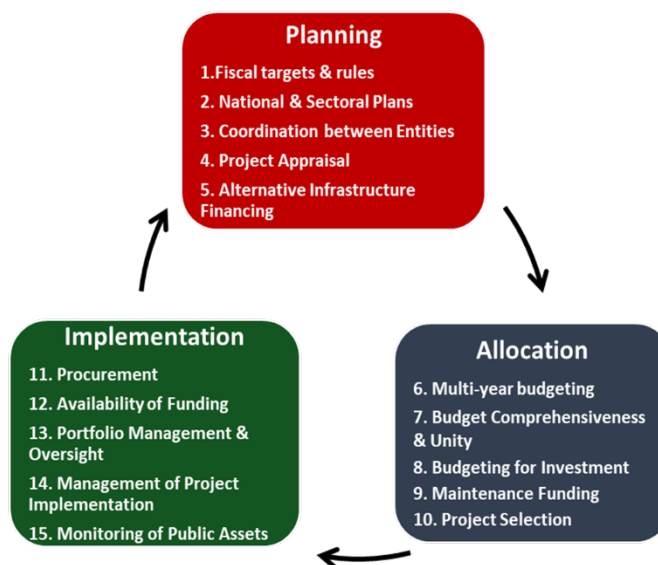 Planning
1.Fiscal targets & rules
2. National & Sectoral Plans
3. Coordination between Entities
4. Project Appraisal
5. Alternative Infrastructure
Financing
Allocation
6. Multi-year budgeting
7. Budget Comprehensiveness
& Unity
8. Budgeting for Investment
9. Maintenance Funding
10. Project Selection
Implementation
11. Procurement
12. Availability of Funding
13. Portfolio Management &
Oversight
14. Management of Project
Implementation
15. Monitoring of Public Assets